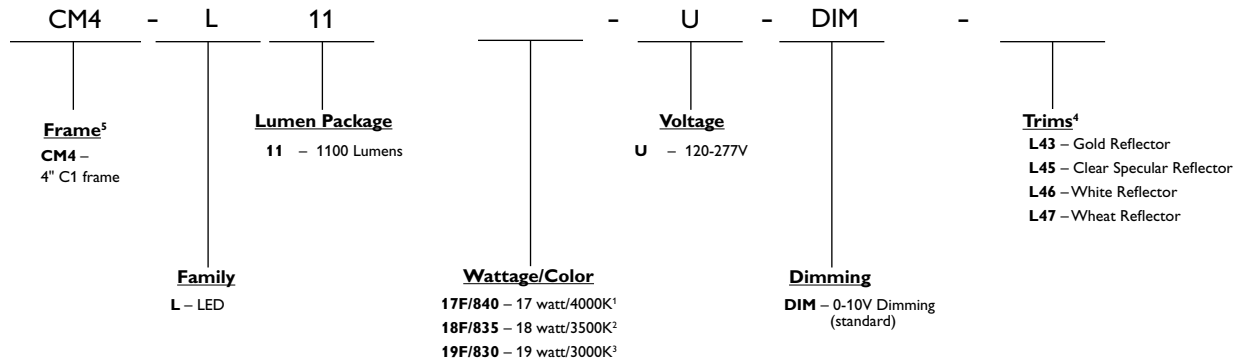 CM4 – L 11 – U – DIM –
Frame⁵
CM4 –
4" C1 frame
Lumen Package
11 – 1100 Lumens
Voltage
U – 120-277V
Trims⁴
L43 – Gold Reflector
L45 – Clear Specular Reflector
L46 – White Reflector
L47 – Wheat Reflector
Family
L – LED
Wattage/Color
17F/840 – 17 watt/4000K¹
18F/835 – 18 watt/3500K²
19F/830 – 19 watt/3000K³
Dimming
DIM – 0-10V Dimming
(standard)